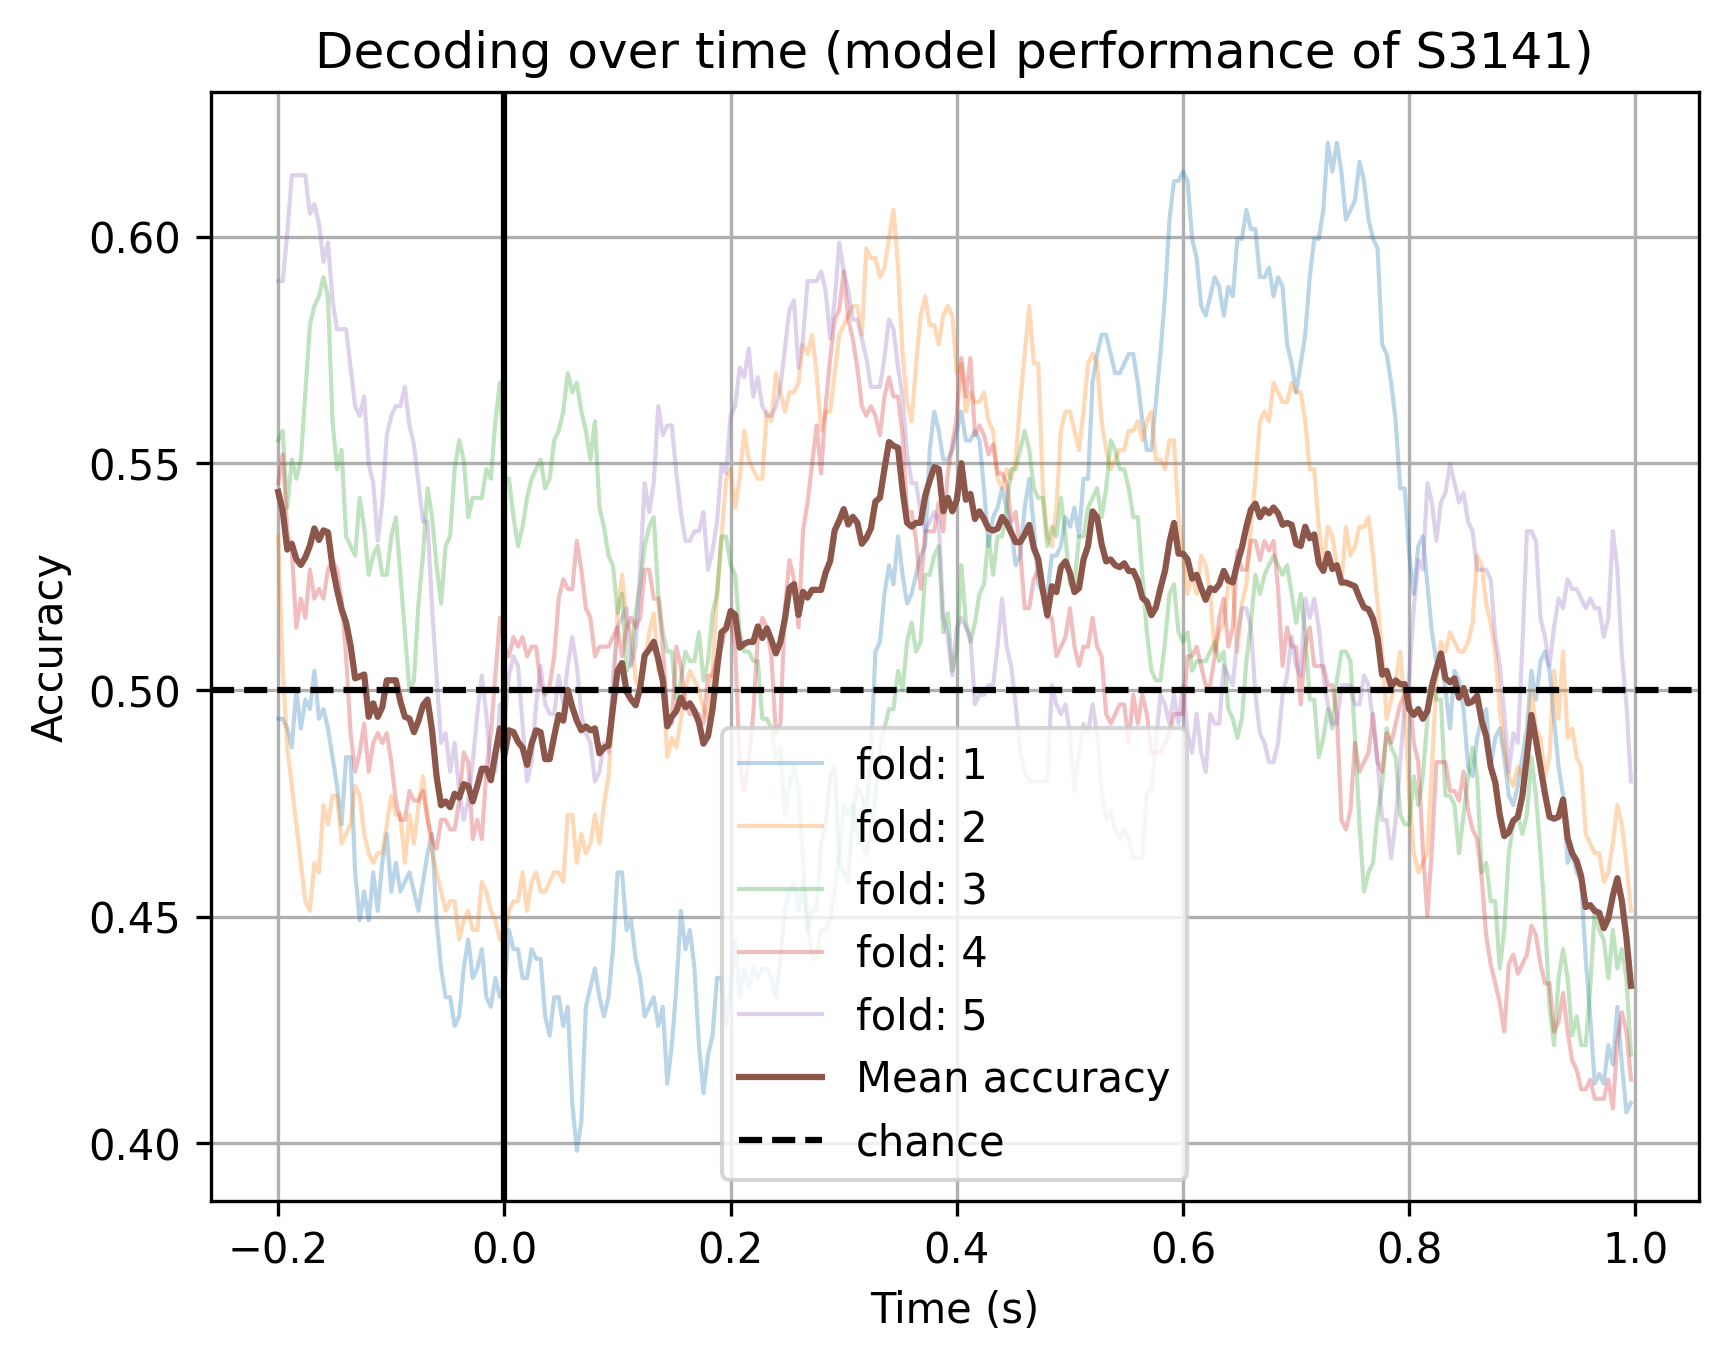 Decoding over time (model performance of S3141)
Accuracy
0.60
0.55
0.50
0.45
0.40
fold: 1
fold: 2
fold: 3
fold: 4
fold: 5
Mean accuracy
chance
−0.2 0.0 0.2 0.4 0.6 0.8 1.0
Time (s)